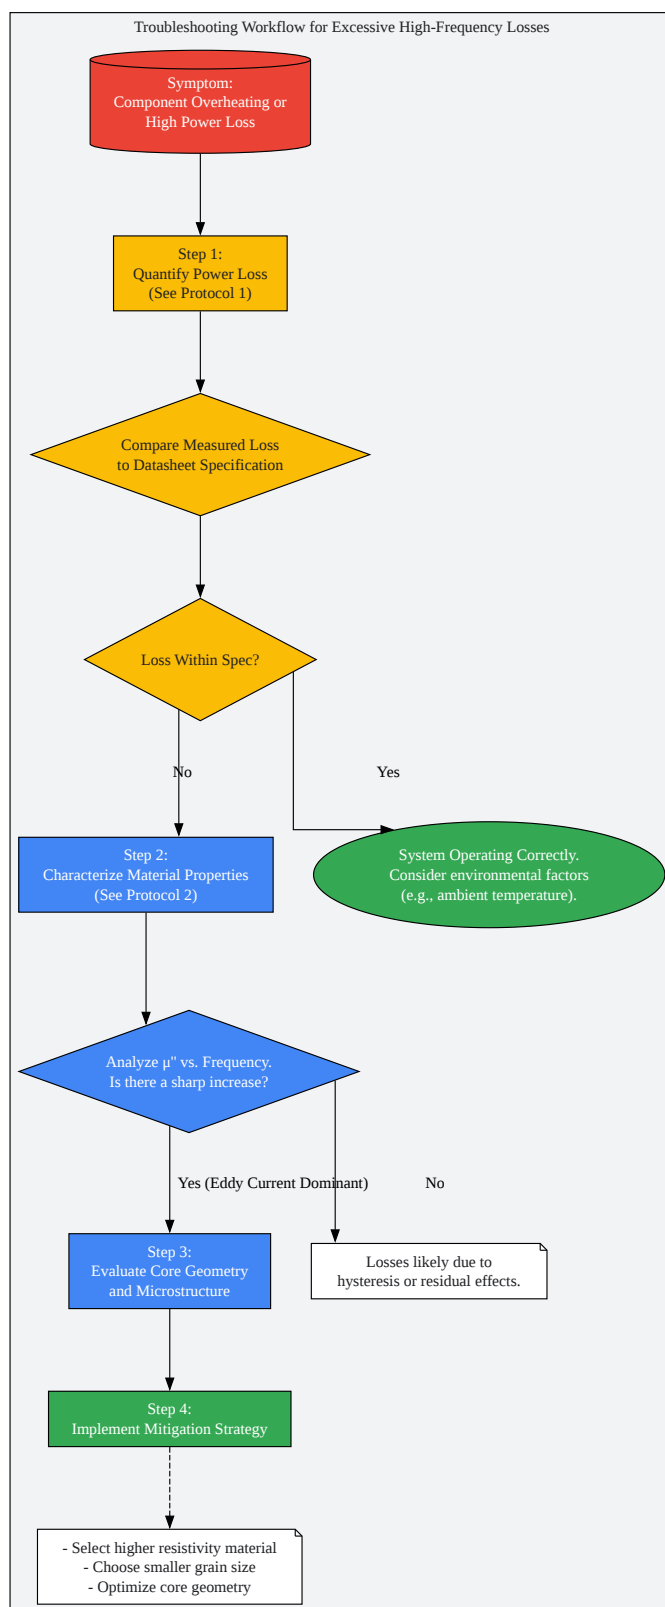 Troubleshooting Workflow for Excessive High-Frequency Losses
Symptom:
Component Overheating or
High Power Loss
Step 1:
Quantify Power Loss
(See Protocol 1)
Compare Measured Loss
to Datasheet Specification
Loss Within Spec?
No
Yes
Step 2:
Characterize Material Properties
(See Protocol 2)
System Operating Correctly.
Consider environmental factors
(e.g., ambient temperature).
Analyze μ'' vs. Frequency.
Is there a sharp increase?
Yes (Eddy Current Dominant)
No
Step 3:
Evaluate Core Geometry
and Microstructure
Losses likely due to
hysteresis or residual effects.
Step 4:
Implement Mitigation Strategy
- Select higher resistivity material
- Choose smaller grain size
- Optimize core geometry